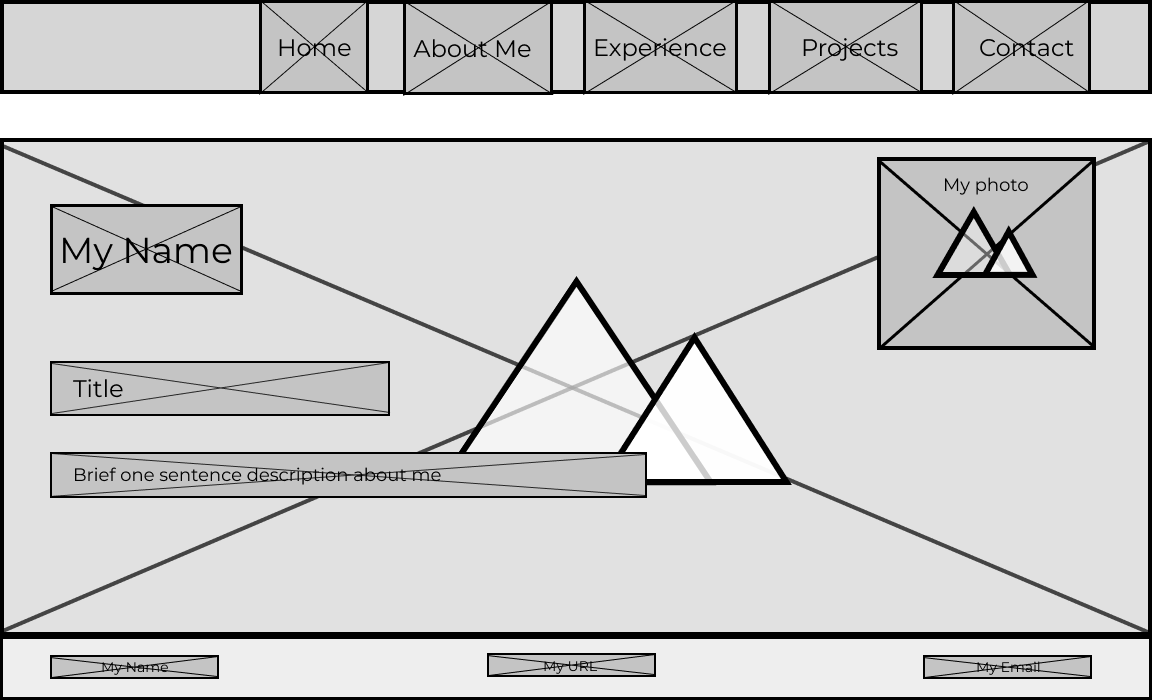 Home
About Me
Experience
Projects
Contact
My photo
My Name
Title
Brief one sentence description about me
My Name
My URL
My Email